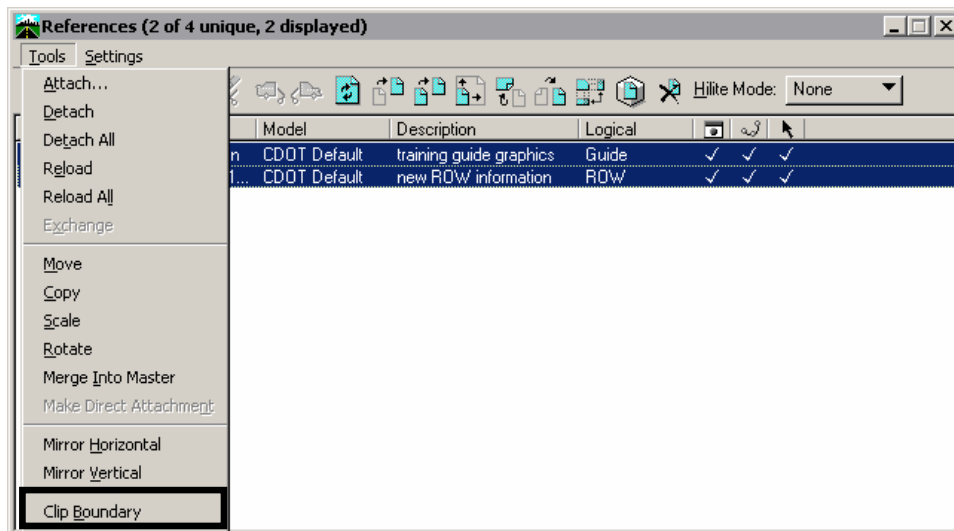 References (2 of 4 unique, 2 displayed)
Tools Settings
Attach...
Hilite Mode: None
Detach
Model Description Logical
Detach All
n CDOT Default training guide graphics Guide
Reload
1... CDOT Default new ROW information ROW
Reload All
Exchange
Move
Copy
Scale
Rotate
Merge Into Master
Make Direct Attachment
Mirror Horizontal
Mirror Vertical
Clip Boundary